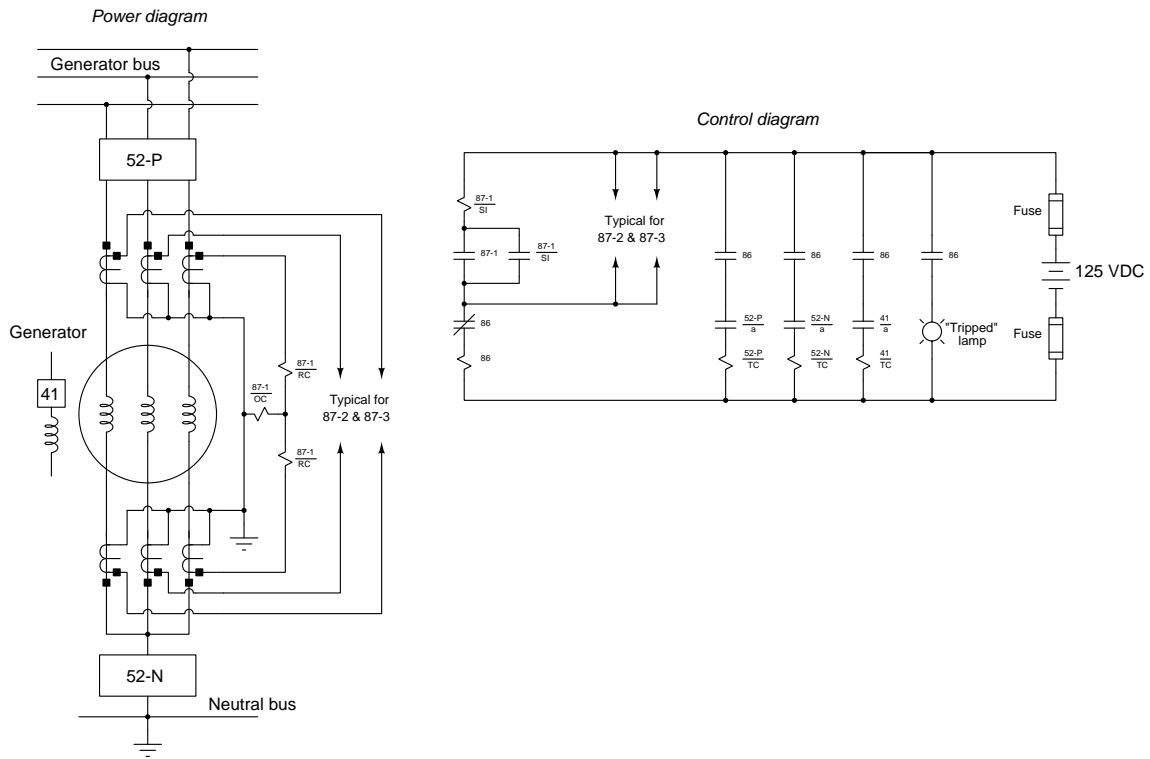 Power diagram
Generator bus
52-P
Generator
41
87-1
RC
87-1
OC
Typical for
87-2 & 87-3
87-1
RC
52-N
Neutral bus
Control diagram
87-1
SI
87-1
87-1
SI
86
86
Typical for
87-2 & 87-3
86
52-P
a
52-P
TC
86
52-N
a
52-N
TC
86
41
a
41
TC
86
"Tripped"
lamp
Fuse
125 VDC
Fuse